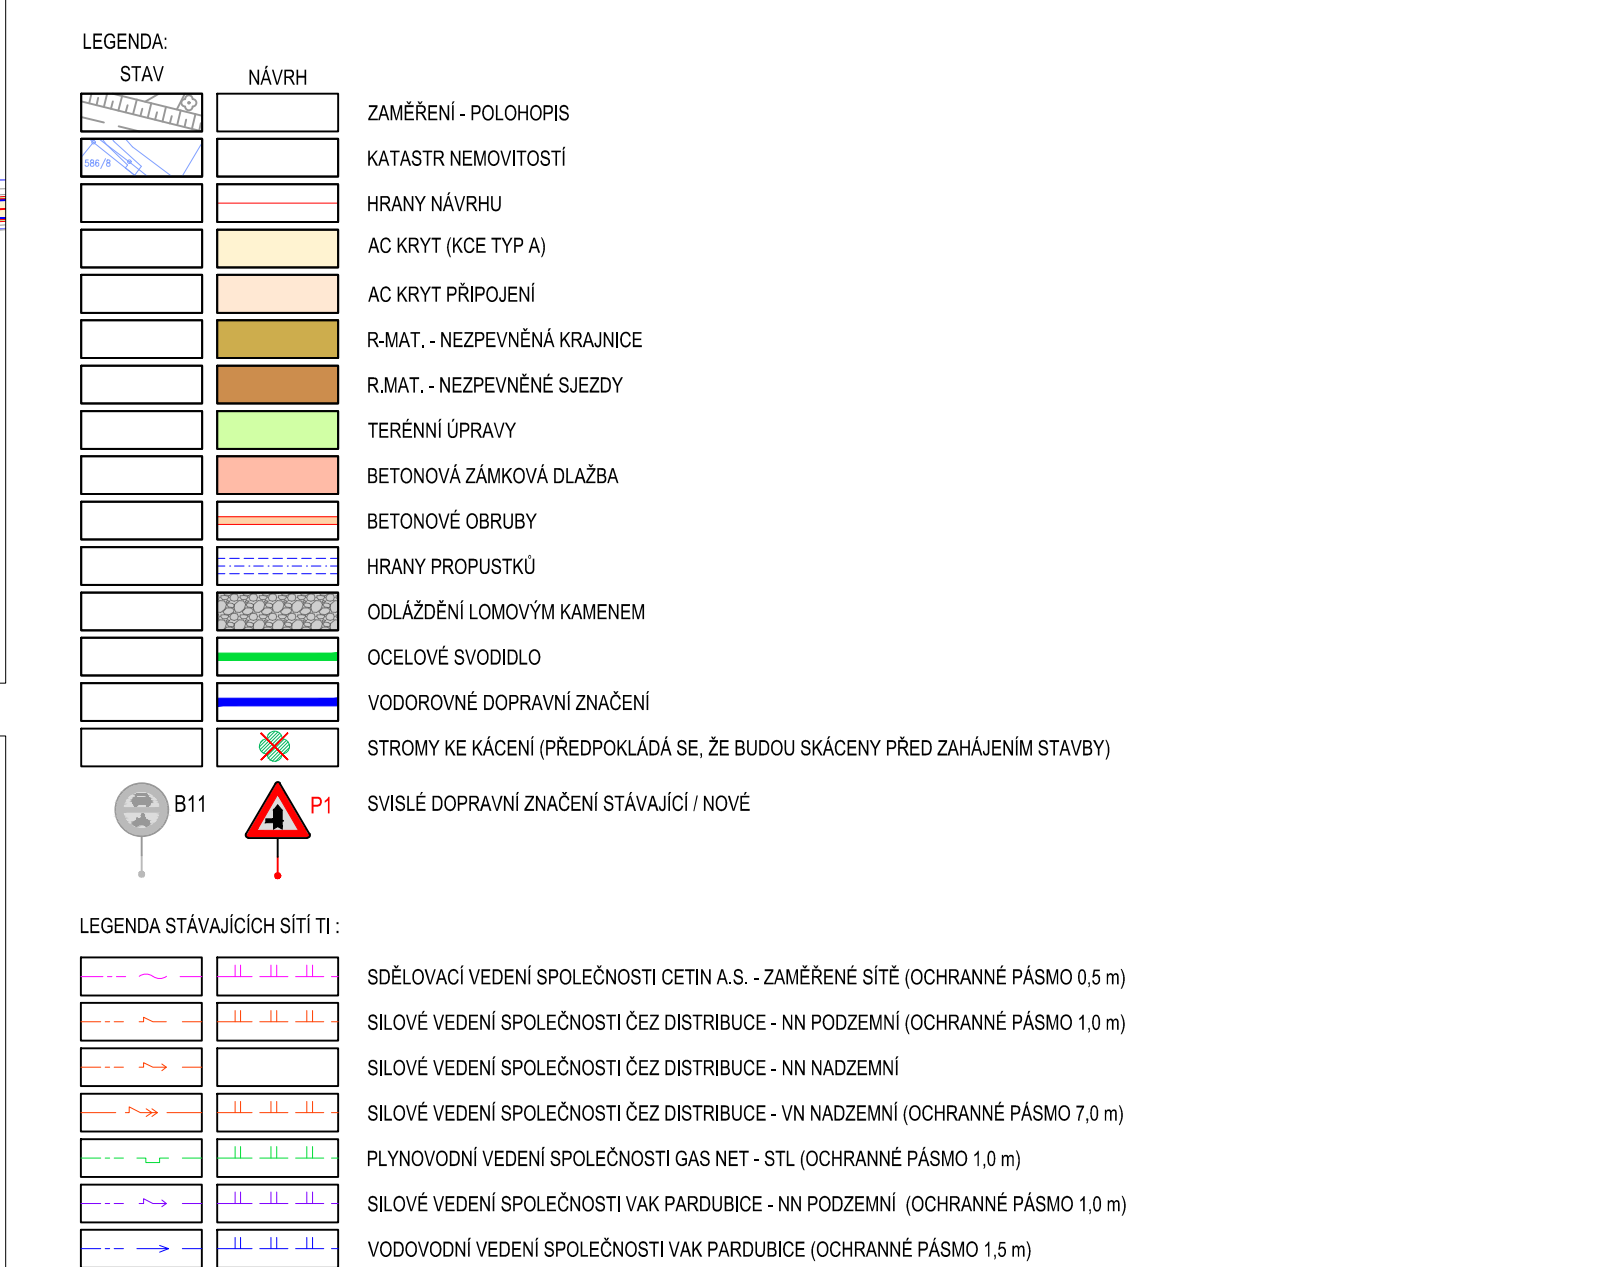 LEGENDA:
STAV NÁVRH
ZAMĚŘENÍ - POLOHOPIS
586/8 KATASTR NEMOVITOSTÍ
HRANY NÁVRHU
AC KRYT (KCE TYP A)
AC KRYT PŘIPOJENÍ
R-MAT. - NEZPEVNĚNÁ KRAJNICE
R.MAT. - NEZPEVNĚNÉ SJEZDY
TERÉNNÍ ÚPRAVY
BETONOVÁ ZÁMKOVÁ DLAŽBA
BETONOVÉ OBRUBY
HRANY PROPUSTKŮ
ODLÁŽDĚNÍ LOMOVÝM KAMENEM
OCELOVÉ SVODIDLO
VODOROVNÉ DOPRAVNÍ ZNAČENÍ
STROMY KE KÁCENÍ (PŘEDPOKLÁDÁ SE, ŽE BUDOU SKÁCENY PŘED ZAHÁJENÍM STAVBY)
B11 P1 SVISLÉ DOPRAVNÍ ZNAČENÍ STÁVAJÍCÍ / NOVÉ
LEGENDA STÁVAJÍCÍCH SÍTÍ TI :
SDĚLOVACÍ VEDENÍ SPOLEČNOSTI CETIN A.S. - ZAMĚŘENÉ SÍTĚ (OCHRANNÉ PÁSMO 0,5 m)
SILOVÉ VEDENÍ SPOLEČNOSTI ČEZ DISTRIBUCE - NN PODZEMNÍ (OCHRANNÉ PÁSMO 1,0 m)
SILOVÉ VEDENÍ SPOLEČNOSTI ČEZ DISTRIBUCE - NN NADZEMNÍ
SILOVÉ VEDENÍ SPOLEČNOSTI ČEZ DISTRIBUCE - VN NADZEMNÍ (OCHRANNÉ PÁSMO 7,0 m)
PLYNOVODNÍ VEDENÍ SPOLEČNOSTI GAS NET - STL (OCHRANNÉ PÁSMO 1,0 m)
SILOVÉ VEDENÍ SPOLEČNOSTI VAK PARDUBICE - NN PODZEMNÍ (OCHRANNÉ PÁSMO 1,0 m)
VODOVODNÍ VEDENÍ SPOLEČNOSTI VAK PARDUBICE (OCHRANNÉ PÁSMO 1,5 m)